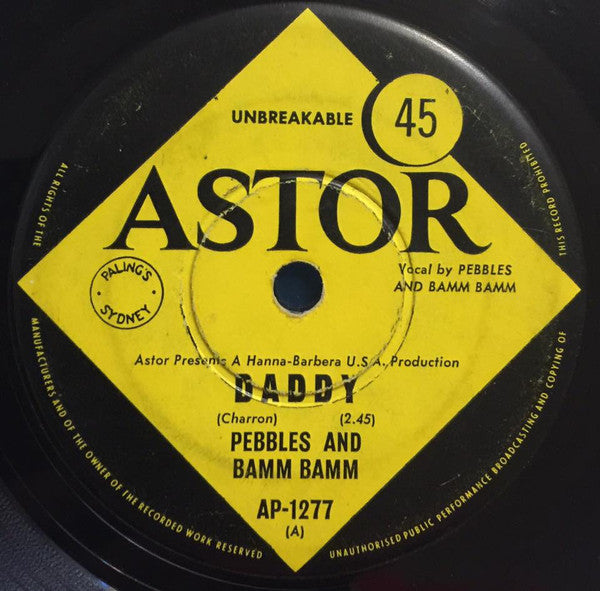 UNBREAKABLE 45
ASTOR
Vocal by PEBBLES
AND BAMM BAMM
PALING'S
SYDNEY
Astor Presents A Hanna-Barbera U.S.A. Production
DADDY
(Charron) (2.45)
PEBBLES AND
BAMM BAMM
AP-1277
(A)
ALL RIGHTS OF THE
MANUFACTURERS AND OF THE OWNER OF THE RECORDED WORK RESERVED
UNAUTHORISED PUBLIC PERFORMANCE BROADCASTING AND COPYING OF
THIS RECORD PROHIBITED